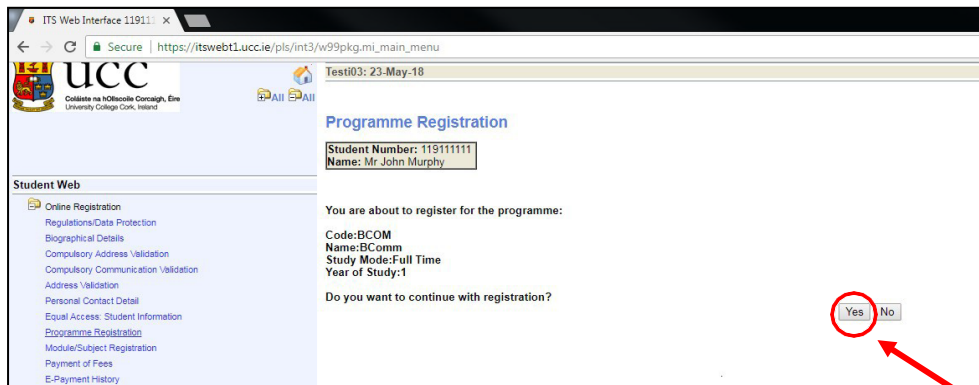 ITS Web Interface 11911
Secure | https://itswebt1.ucc.ie/pls/int3/w99pkg.mi_main_menu
UCC
Coláiste na hOllscoile Corcaigh, Éire
University College Cork, Ireland
All All
Student Web
Online Registration
Regulations/Data Protection
Biographical Details
Compulsory Address Validation
Compulsory Communication Validation
Address Validation
Personal Contact Detail
Equal Access: Student Information
Programme Registration
Module/Subject Registration
Payment of Fees
E-Payment History
Testi03: 23-May-18
Programme Registration
Student Number: 119111111
Name: Mr John Murphy
You are about to register for the programme:
Code:BCOM
Name:BComm
Study Mode:Full Time
Year of Study:1
Do you want to continue with registration?
Yes No